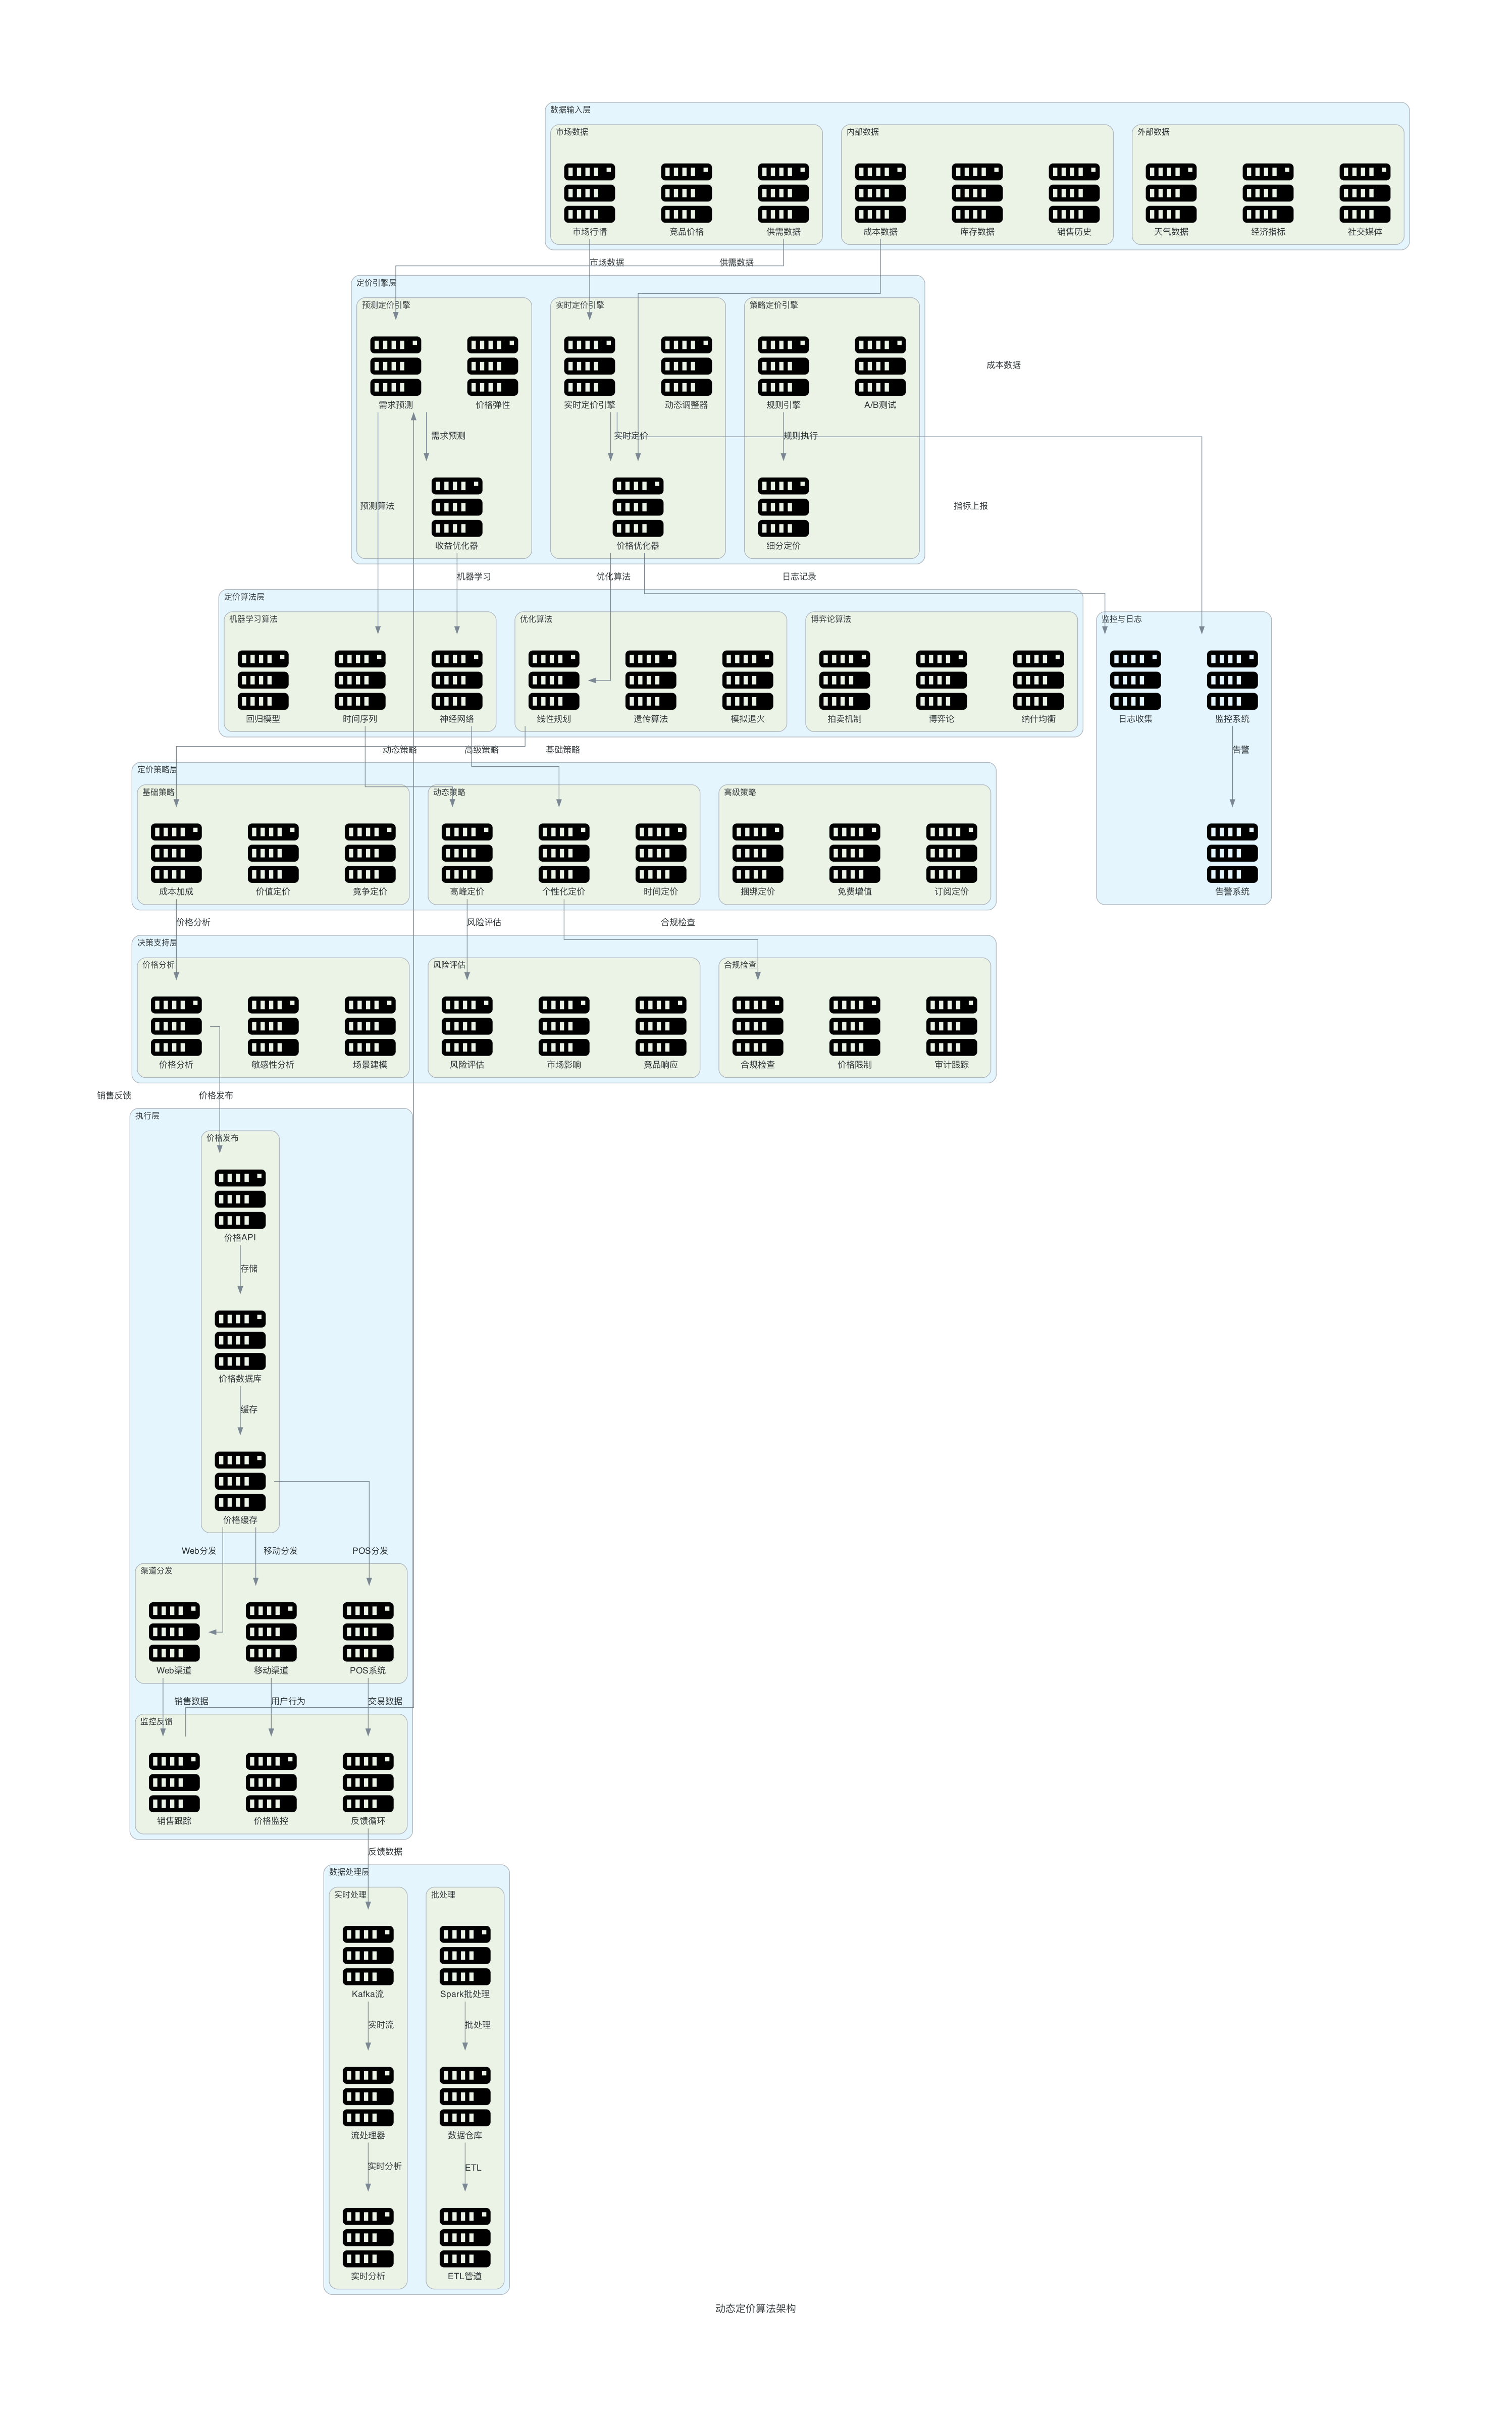 数据输入层
市场数据
内部数据
外部数据
市场行情
竞品价格
供需数据
成本数据
库存数据
销售历史
天气数据
经济指标
社交媒体
市场数据
供需数据
定价引擎层
预测定价引擎
实时定价引擎
策略定价引擎
成本数据
需求预测
价格弹性
实时定价引擎
动态调整器
规则引擎
A/B测试
需求预测
实时定价
规则执行
预测算法
指标上报
收益优化器
价格优化器
细分定价
机器学习
优化算法
日志记录
定价算法层
机器学习算法
优化算法
博弈论算法
监控与日志
回归模型
时间序列
神经网络
线性规划
遗传算法
模拟退火
拍卖机制
博弈论
纳什均衡
日志收集
监控系统
动态策略
高级策略
基础策略
告警
定价策略层
基础策略
动态策略
高级策略
成本加成
价值定价
竞争定价
高峰定价
个性化定价
时间定价
捆绑定价
免费增值
订阅定价
告警系统
价格分析
风险评估
合规检查
决策支持层
价格分析
风险评估
合规检查
价格分析
敏感性分析
场景建模
风险评估
市场影响
竞品响应
合规检查
价格限制
审计跟踪
销售反馈
价格发布
执行层
价格发布
价格API
存储
价格数据库
缓存
价格缓存
Web分发
移动分发
POS分发
渠道分发
Web渠道
移动渠道
POS系统
销售数据
用户行为
交易数据
监控反馈
销售跟踪
价格监控
反馈循环
反馈数据
数据处理层
实时处理
批处理
Kafka流
Spark批处理
实时流
批处理
流处理器
数据仓库
实时分析
ETL
实时分析
ETL管道
动态定价算法架构